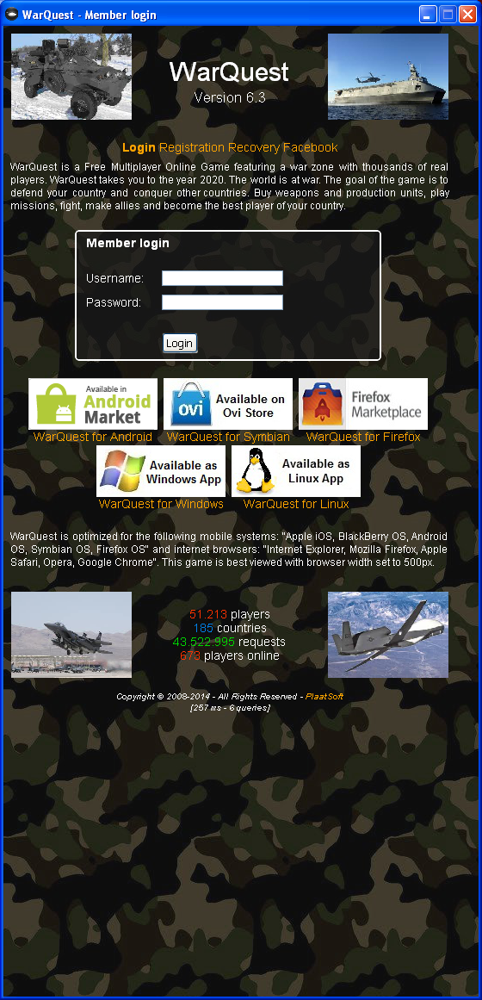 WarQuest - Member login
WarQuest
Version 6.3
Login Registration Recovery Facebook
WarQuest is a Free Multiplayer Online Game featuring a war zone with thousands of real
players. WarQuest takes you to the year 2020. The world is at war. The goal of the game is to
defend your country and conquer other countries. Buy weapons and production units, play
missions, fight, make allies and become the best player of your country.
Member login
Username:
Password:
Login
Available in
Android
Market
ovi
Available on
Ovi Store
Firefox
Marketplace
WarQuest for Android
WarQuest for Symbian
WarQuest for Firefox
Available as
Windows App
Available as
Linux App
WarQuest for Windows
WarQuest for Linux
WarQuest is optimized for the following mobile systems: "Apple iOS, BlackBerry OS, Android
OS, Symbian OS, Firefox OS" and internet browsers: "Internet Explorer, Mozilla Firefox, Apple
Safari, Opera, Google Chrome". This game is best viewed with browser width set to 500px.
51.213 players
185 countries
43.522.995 requests
673 players online
Copyright © 2008-2014 - All Rights Reserved - PlaatSoft
[257 ms - 6 queries]